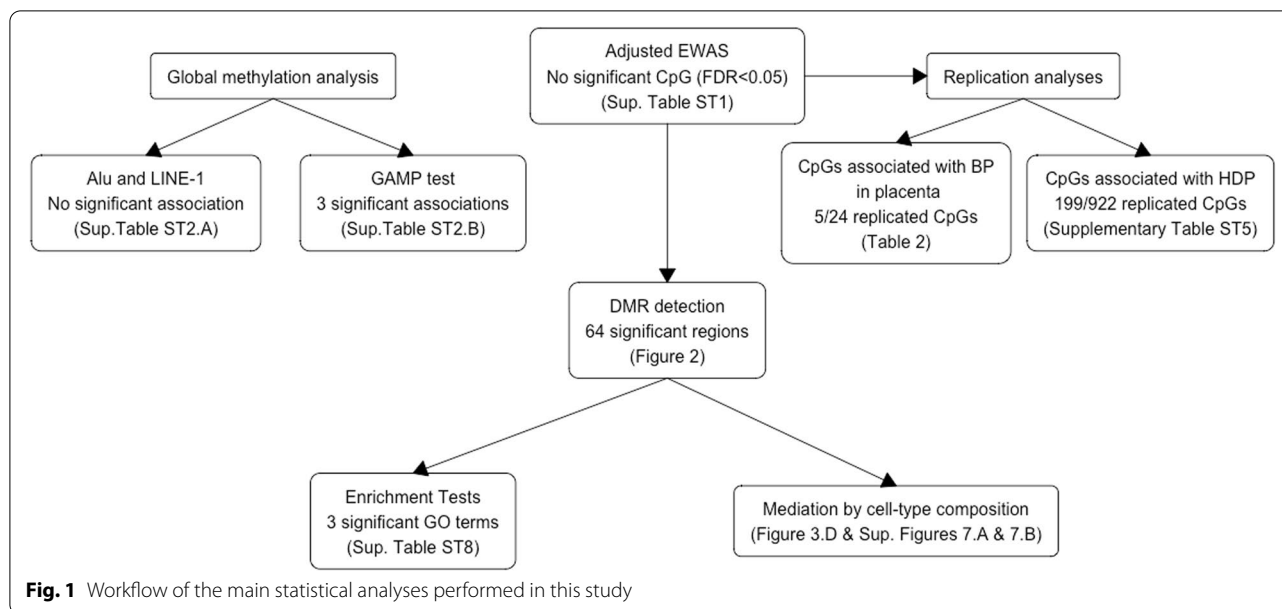 Global methylation analysis
Adjusted EWAS
No significant CpG (FDR<0.05)
(Sup. Table ST1)
Replication analyses
Alu and LINE-1
No significant association
(Sup.Table ST2.A)
GAMP test
3 significant associations
(Sup.Table ST2.B)
CpGs associated with BP
in placenta
5/24 replicated CpGs
(Table 2)
CpGs associated with HDP
199/922 replicated CpGs
(Supplementary Table ST5)
DMR detection
64 significant regions
(Figure 2)
Enrichment Tests
3 significant GO terms
(Sup. Table ST8)
Mediation by cell-type composition
(Figure 3.D & Sup. Figures 7.A & 7.B)
Fig. 1 Workflow of the main statistical analyses performed in this study